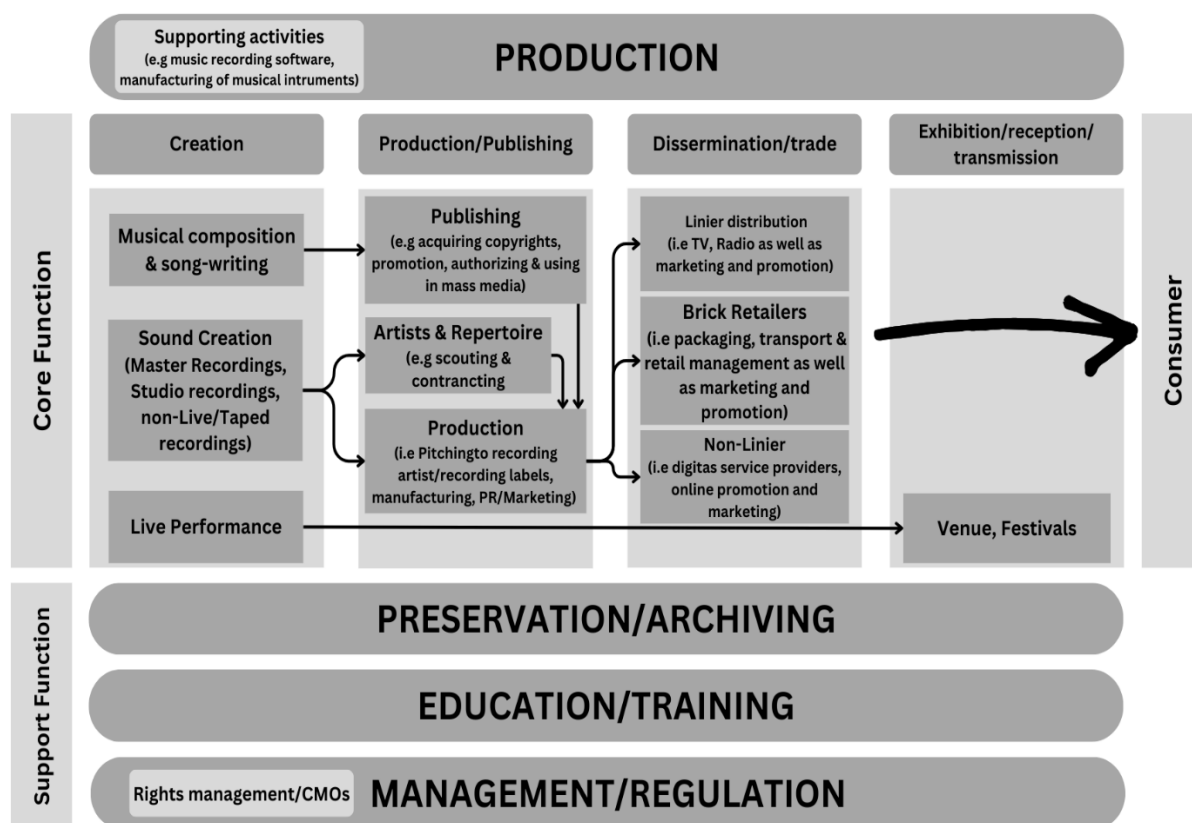 Supporting activities
(e.g music recording software,
manufacturing of musical intruments)
PRODUCTION
Core Function
Creation
Production/Publishing
Dissermination/trade
Exhibition/reception/
transmission
Consumer
Musical composition
& song-writing
Sound Creation
(Master Recordings,
Studio recordings,
non-Live/Taped
recordings)
Live Performance
Publishing
(e.g acquiring copyrights,
promotion, authorizing & using
in mass media)
Artists & Repertoire
(e.g scouting &
contrancting
Production
(i.e Pitchingto recording
artist/recording labels,
manufacturing, PR/Marketing)
Linier distribution
(i.e TV, Radio as well as
marketing and promotion)
Brick Retailers
(i.e packaging, transport &
retail management as well
as marketing and
promotion)
Non-Linier
(i.e digitas service providers,
online promotion and
marketing)
Venue, Festivals
Support Function
PRESERVATION/ARCHIVING
EDUCATION/TRAINING
Rights management/CMOs
MANAGEMENT/REGULATION